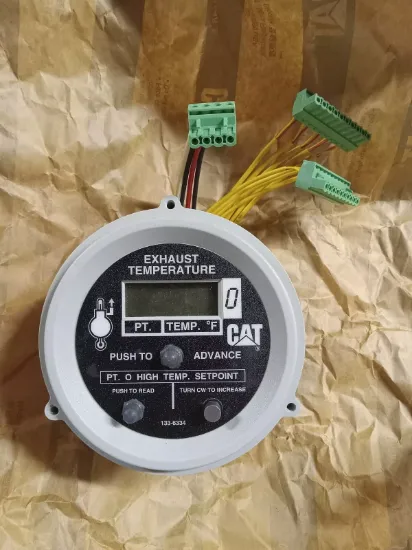 EXHAUST
TEMPERATURE
0
PT. TEMP. °F
CAT
PUSH TO ADVANCE
PT. 0 HIGH TEMP. SETPOINT
PUSH TO READ TURN CW TO INCREASE
133-6334